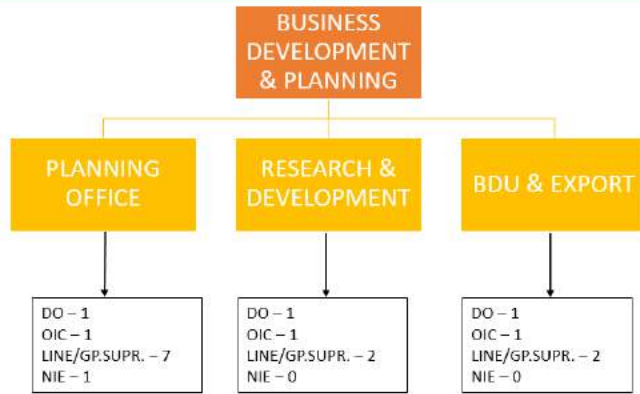 BUSINESS
DEVELOPMENT
& PLANNING
PLANNING
OFFICE
RESEARCH &
DEVELOPMENT
BDU & EXPORT
DO – 1
OIC – 1
LINE/GP.SUPR. – 7
NIE – 1
DO – 1
OIC – 1
LINE/GP.SUPR. – 2
NIE – 0
DO – 1
OIC – 1
LINE/GP.SUPR. – 2
NIE – 0